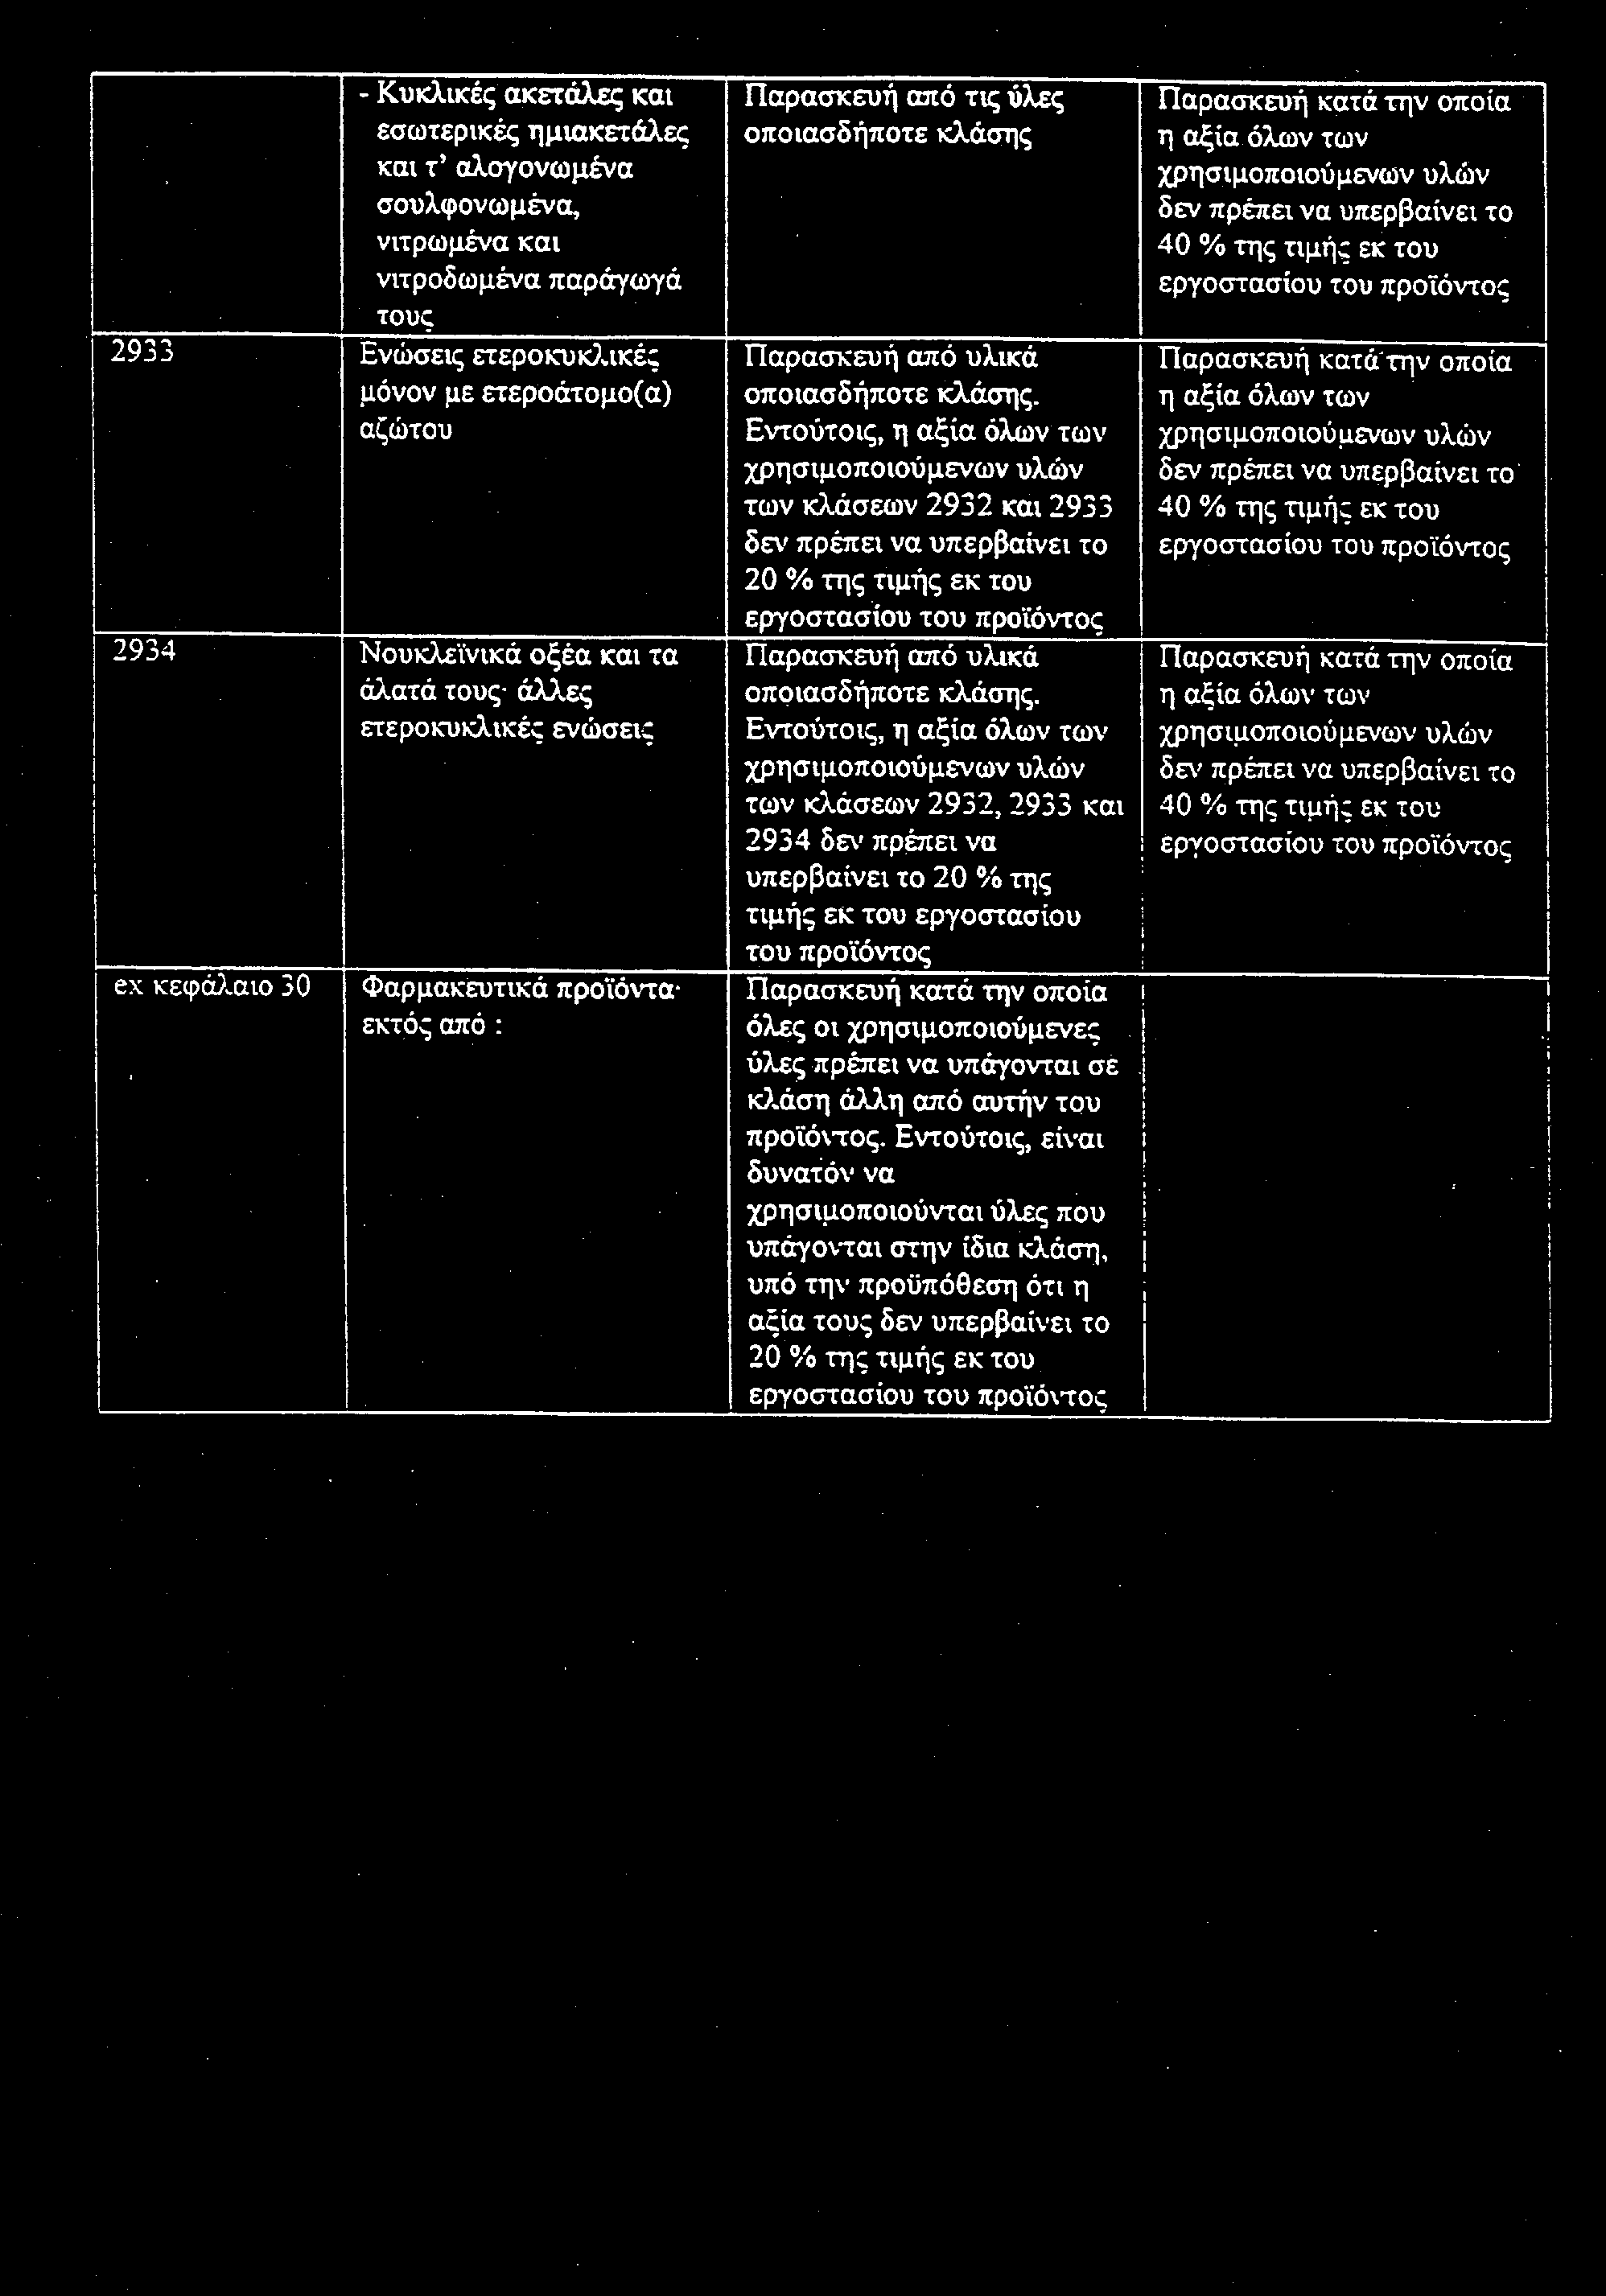 - Κυκλικές ακετάλες και
εσωτερικές ημιακετάλες
και τ’ αλογονωμένα
σουλφονωμένα,
νιτρωμένα και
νιτροδωμένα παράγωγά
τους
Παρασκευή από τις ύλες
οποιασδήποτε κλάσης
Παρασκευή κατά την οποία
η αξία όλων των
χρησιμοποιούμενων υλών
δεν πρέπει να υπερβαίνει το
40 % της τιμής εκ του
εργοστασίου του προϊόντος
2933
Ενώσεις ετεροκυκλικές
μόνον με ετεροάτομο(α)
αζώτου
Παρασκευή από υλικά
οποιασδήποτε κλάσης.
Εντούτοις, η αξία όλων των
χρησιμοποιούμενων υλών
των κλάσεων 2932 και 2933
δεν πρέπει να υπερβαίνει το
20 % της τιμής εκ του
εργοστασίου του προϊόντος
Παρασκευή κατά την οποία
η αξία όλων των
χρησιμοποιούμενων υλών
δεν πρέπει να υπερβαίνει το
40 % της τιμής εκ του
εργοστασίου του προϊόντος
2934
Νουκλεϊνικά οξέα και τα
άλατά τους· άλλες
ετεροκυκλικές ενώσεις
Παρασκευή από υλικά
οποιασδήποτε κλάσης.
Εντούτοις, η αξία όλων των
χρησιμοποιούμενων υλών
των κλάσεων 2932, 2933 και
2934 δεν πρέπει να
υπερβαίνει το 20 % της
τιμής εκ του εργοστασίου
του προϊόντος
Παρασκευή κατά την οποία
η αξία όλων των
χρησιμοποιούμενων υλών
δεν πρέπει να υπερβαίνει το
40 % της τιμής εκ του
εργοστασίου του προϊόντος
ex κεφάλαιο 30
Φαρμακευτικά προϊόντα·
εκτός από :
Παρασκευή κατά την οποία
όλες οι χρησιμοποιούμενες
ύλες πρέπει να υπάγονται σε
κλάση άλλη από αυτήν του
προϊόντος. Εντούτοις, είναι
δυνατόν να
χρησιμοποιούνται ύλες που
υπάγονται στην ίδια κλάση,
υπό την προϋπόθεση ότι η
αξία τους δεν υπερβαίνει το
20 % της τιμής εκ του
εργοστασίου του προϊόντος